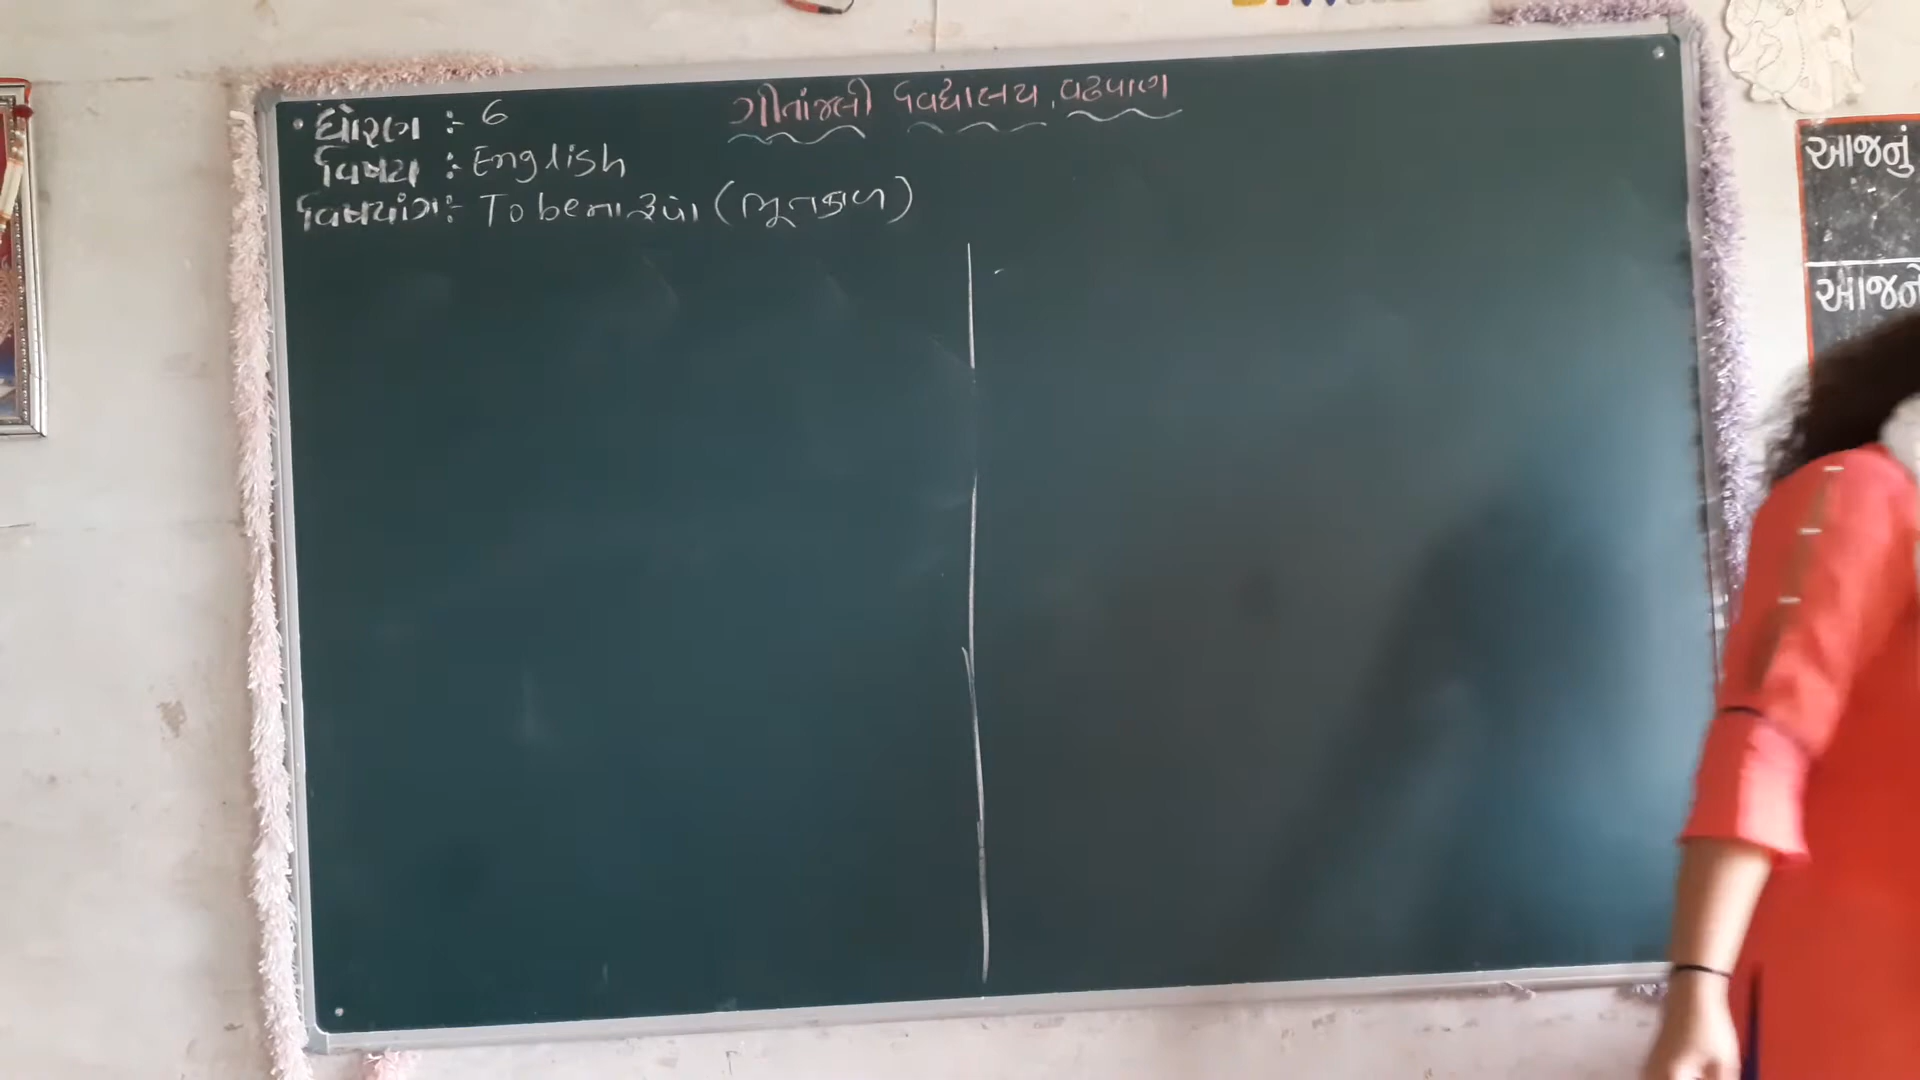 ગીતાંજલી વિદ્યાલય, વઢવાણ
ધોરણ :- 6
વિષય :- English
વિષયાંગ :- To be ના રૂપો (ભૂતકાળ)
આજનું
આજનો